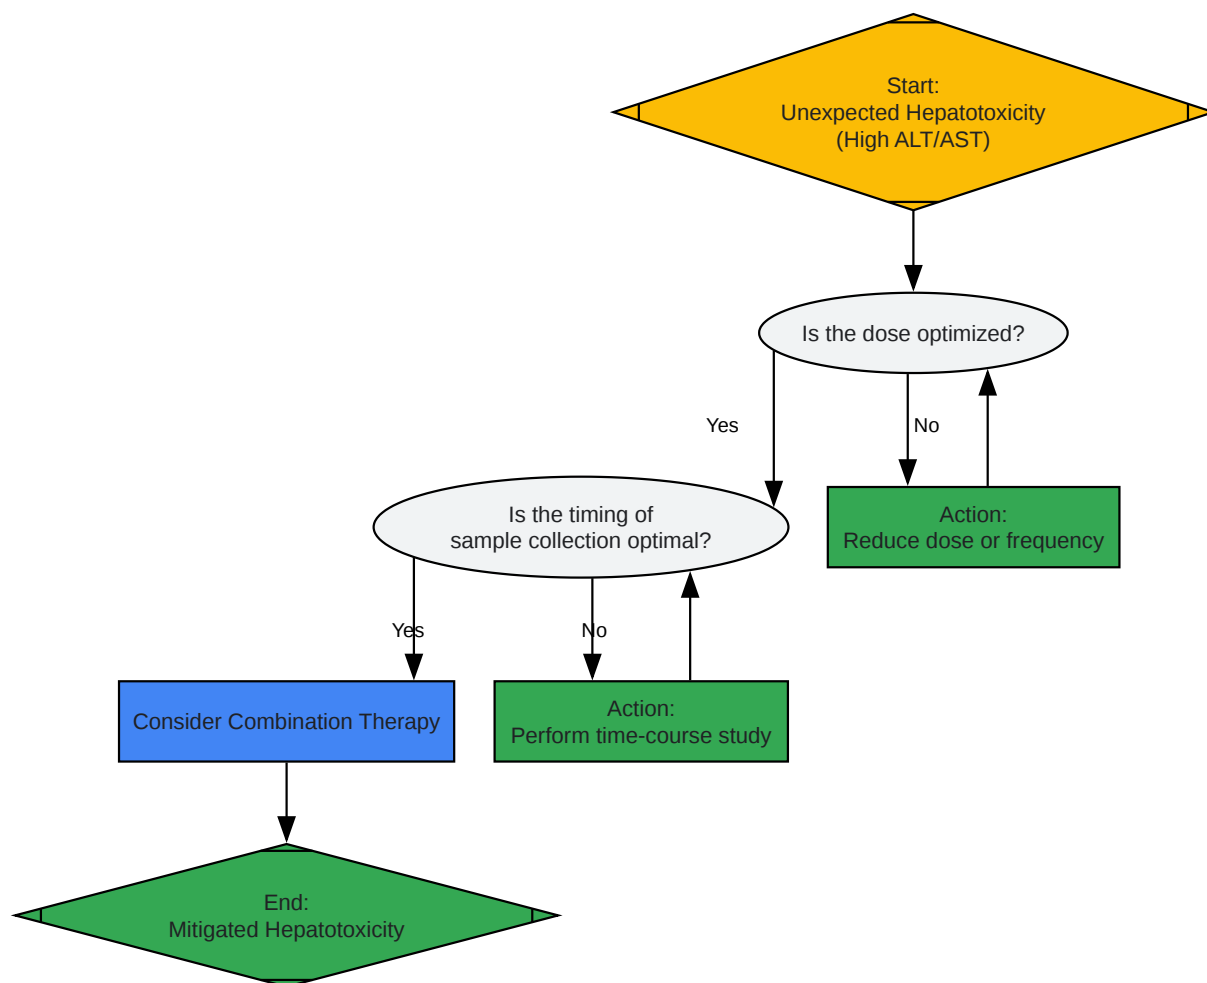 Start:
Unexpected Hepatotoxicity
(High ALT/AST)
Is the dose optimized?
Yes
No
Is the timing of
sample collection optimal?
Action:
Reduce dose or frequency
Yes
No
Consider Combination Therapy
Action:
Perform time-course study
End:
Mitigated Hepatotoxicity